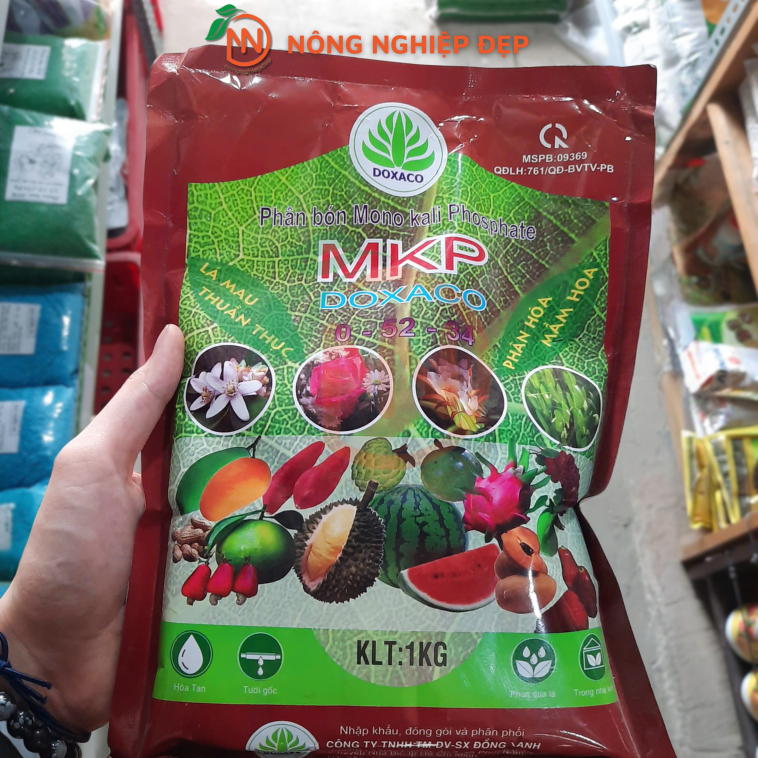 NÔNG NGHIỆP ĐẸP
DOXACO
MSPB:09369
QĐLH:761/QĐ-BVTV-PB
Phân bón Mono kali Phosphate
MKP
DOXACO
0 - 52 - 34
LÁ MAU
THUẦN THỤC
PHÂN HÓA
MẦM HOA
KLT:1KG
Hòa Tan
Tưới gốc
Phun qua lá
Trong nhà
Nhập khẩu, đóng gói và phân phối
CÔNG TY TNHH TM-DV-SX ĐỒNG XANH